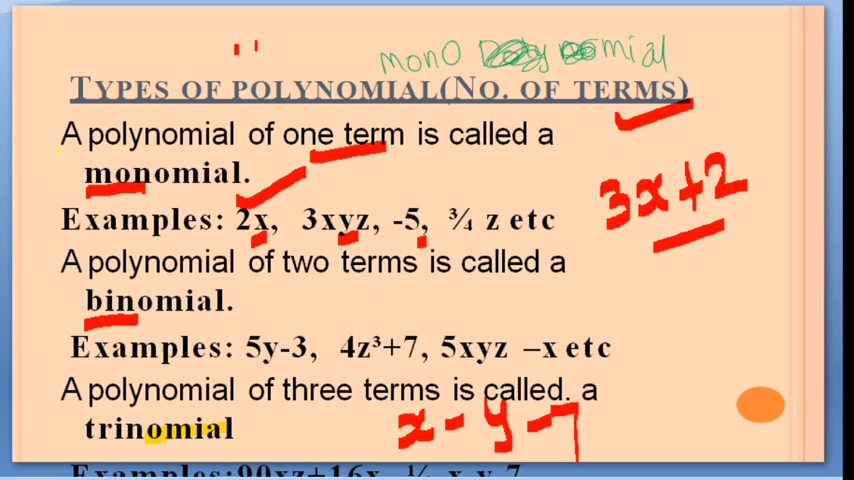 mono Poly nomial
TYPES OF POLYNOMIAL(NO. OF TERMS)
A polynomial of one term is called a
monomial.
3x+2
Examples: 2x, 3xyz, -5, ¾ z etc
A polynomial of two terms is called a
binomial.
Examples: 5y-3, 4z³+7, 5xyz –x etc
A polynomial of three terms is called. a
trinomial
x - y - 7